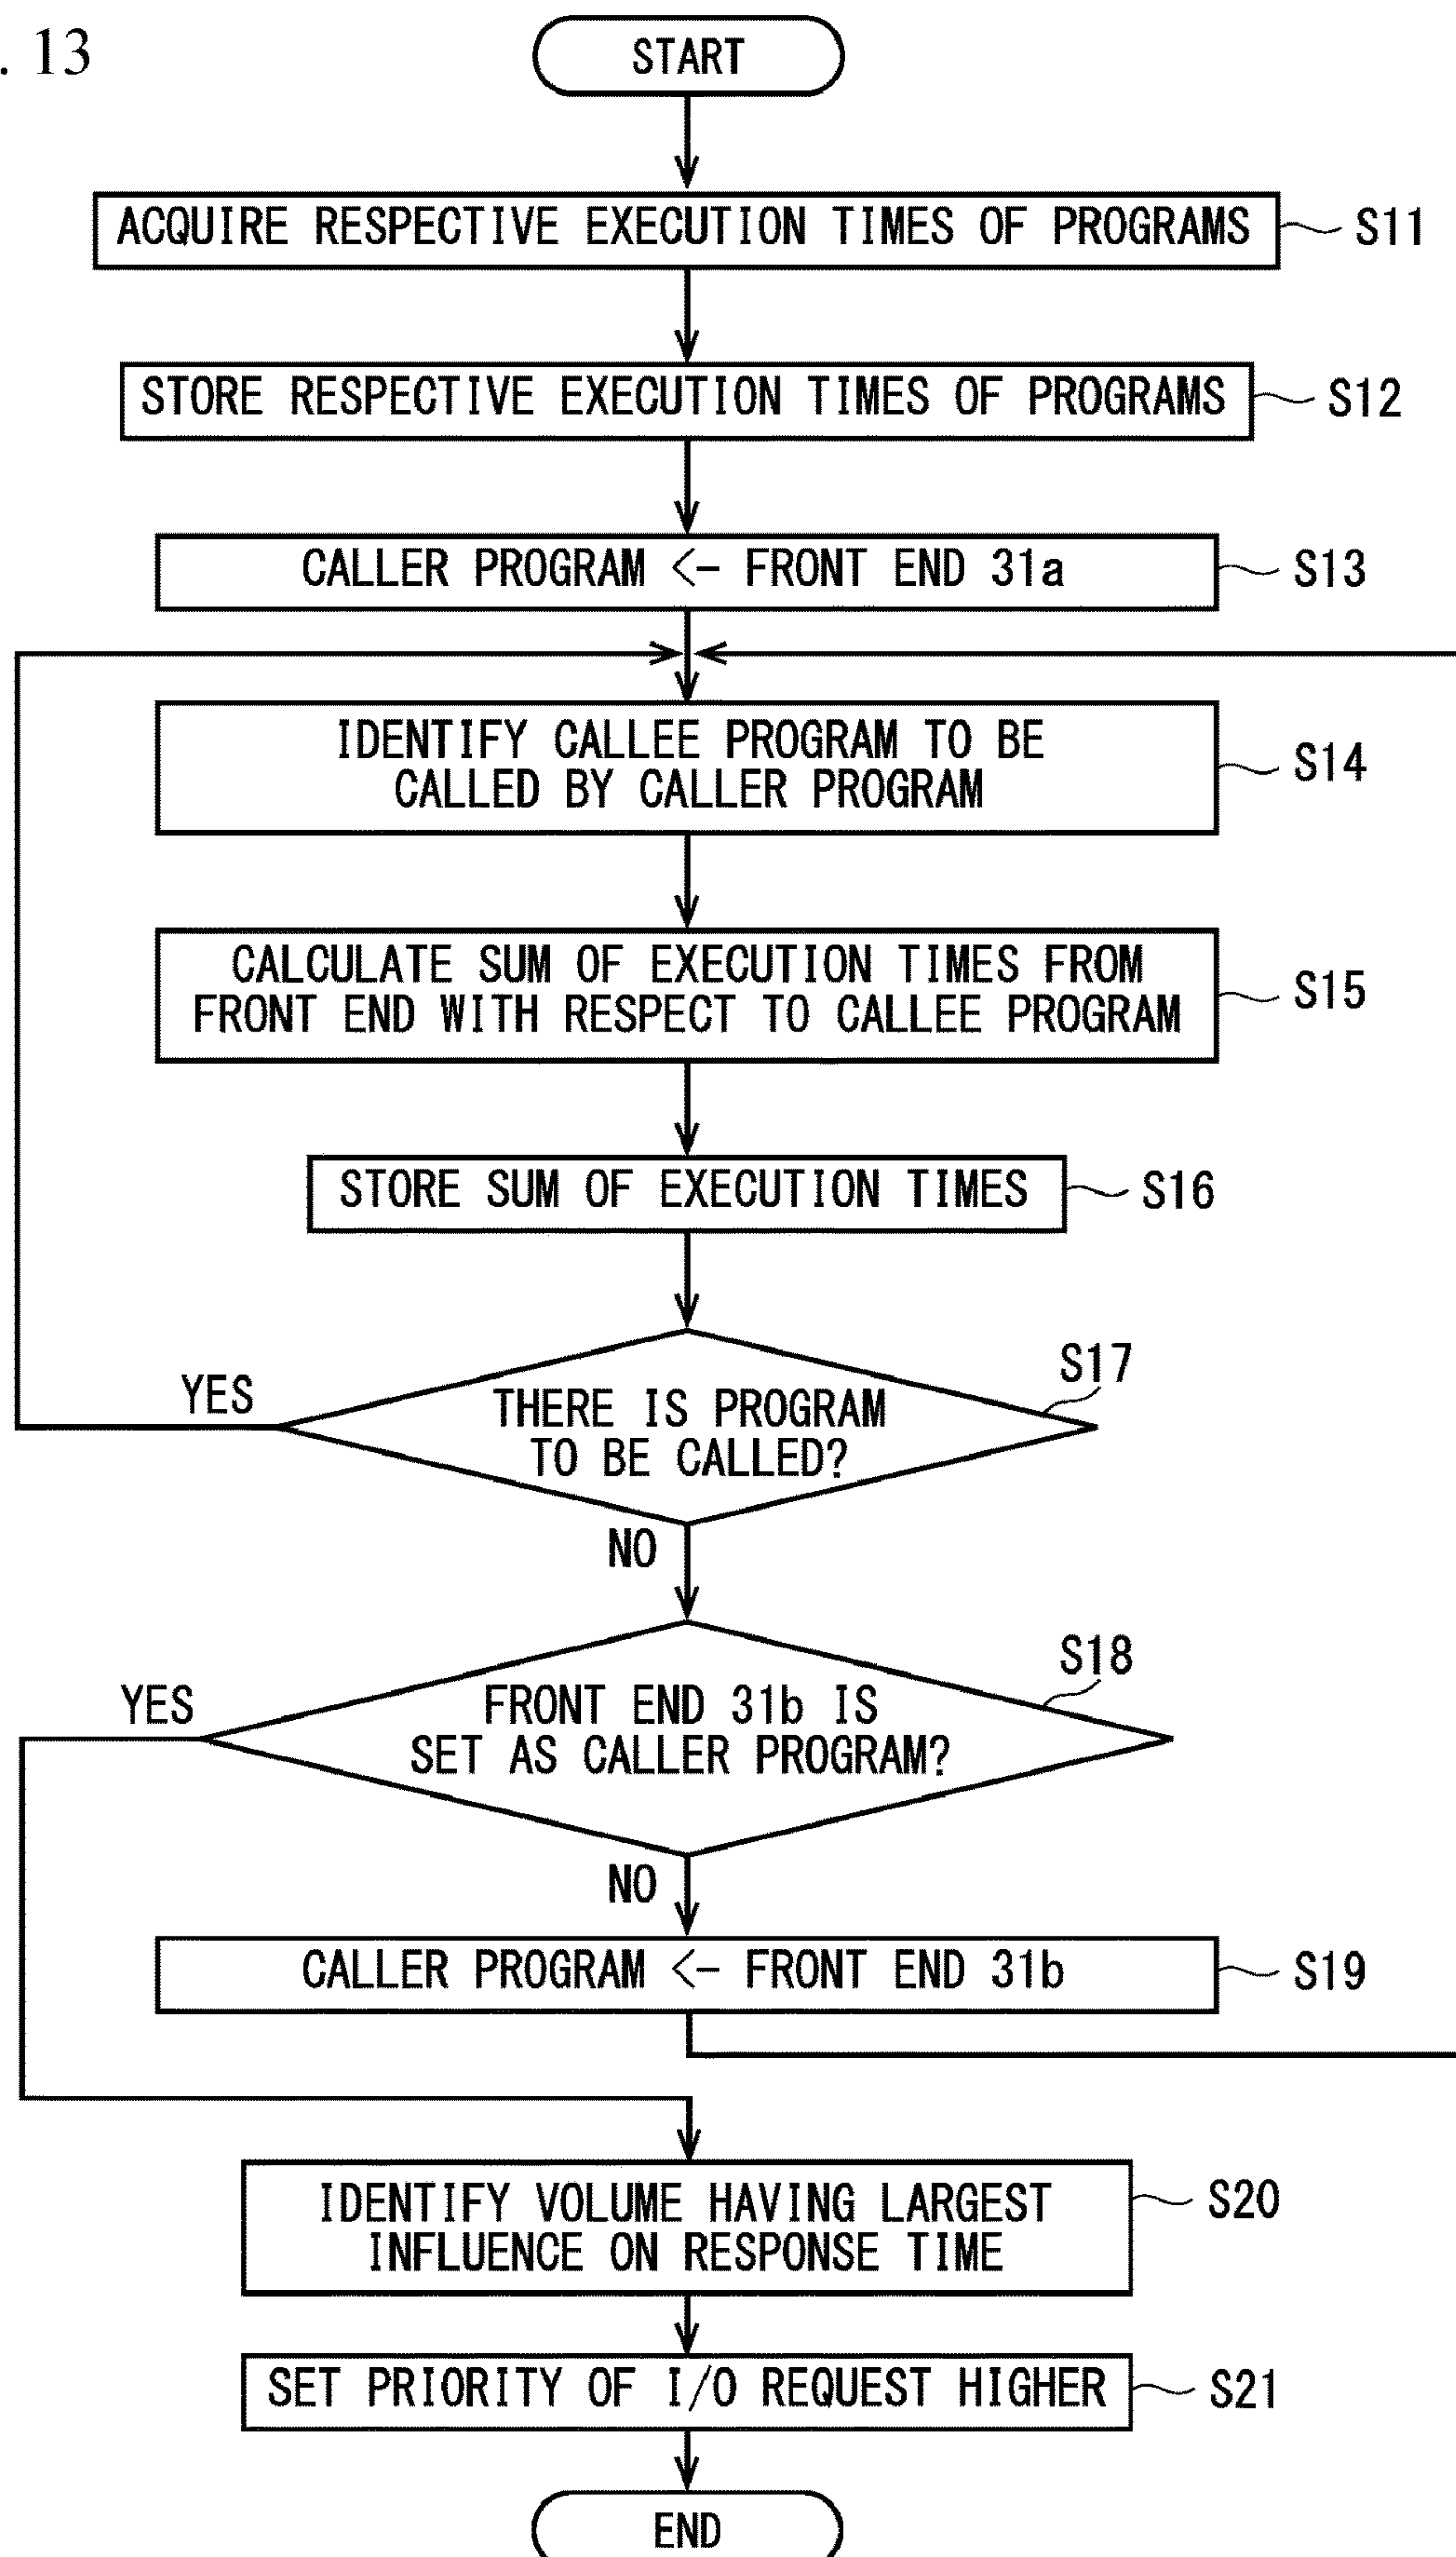 . 13
START
ACQUIRE RESPECTIVE EXECUTION TIMES OF PROGRAMS
S11
STORE RESPECTIVE EXECUTION TIMES OF PROGRAMS
S12
CALLER PROGRAM <- FRONT END 31a
S13
IDENTIFY CALLEE PROGRAM TO BE
CALLED BY CALLER PROGRAM
S14
CALCULATE SUM OF EXECUTION TIMES FROM
FRONT END WITH RESPECT TO CALLEE PROGRAM
S15
STORE SUM OF EXECUTION TIMES
S16
S17
YES
THERE IS PROGRAM
TO BE CALLED?
NO
S18
YES
FRONT END 31b IS
SET AS CALLER PROGRAM?
NO
CALLER PROGRAM <- FRONT END 31b
S19
IDENTIFY VOLUME HAVING LARGEST
INFLUENCE ON RESPONSE TIME
S20
SET PRIORITY OF I/O REQUEST HIGHER
S21
END